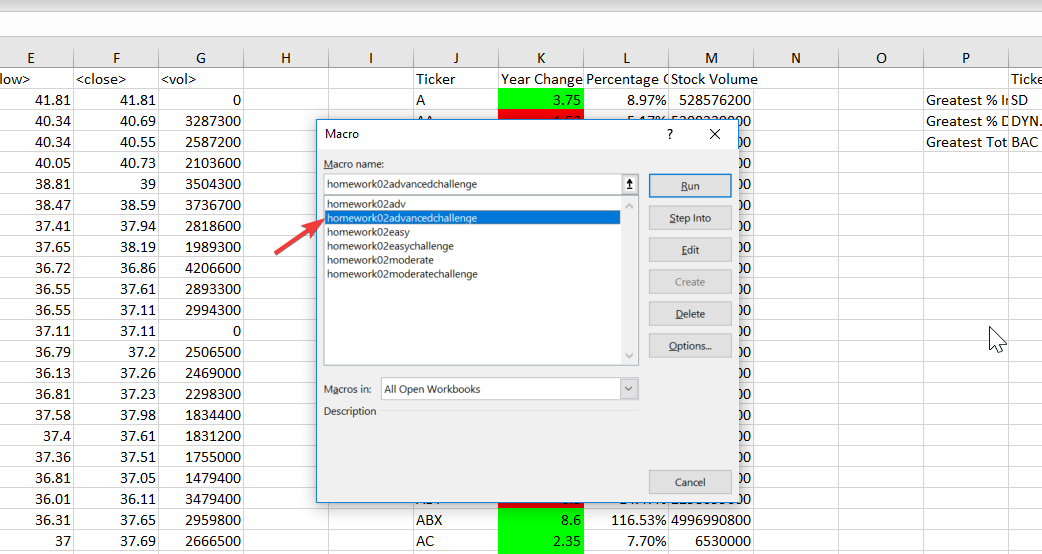 E F G H I J K L M N O P
low> <close> <vol> Ticker Year Change Percentage Stock Volume Ticke
41.81 41.81 0 A 3.75 8.97% 528576200 Greatest % SD
40.34 40.69 3287300 Greatest % DYN.
40.34 40.55 2587200 00 Greatest Tot BAC
40.05 40.73 2103600 00
38.81 39 3504300 00
38.47 38.59 3736700 00
37.41 37.94 2818600 00
37.65 38.19 1989300 00
36.72 36.86 4206600 00
36.55 37.61 2893300 00
36.55 37.11 2994300 00
37.11 37.11 0 00
36.79 37.2 2506500 00
36.13 37.26 2469000 00
36.81 37.23 2298300 00
37.58 37.98 1834400 00
37.4 37.61 1831200 00
37.36 37.51 1755000 00
36.81 37.05 1479400 00
36.01 36.11 3479400
36.31 37.65 2959800 ABX 8.6 116.53% 4996990800
37 37.69 2666500 AC 2.35 7.70% 6530000
Macro ?
Macro name:
homework02advancedchallenge
homework02adv
homework02advancedchallenge
homework02easy
homework02easychallenge
homework02moderate
homework02moderatechallenge
Run
Step Into
Edit
Create
Delete
Options...
Macros in: All Open Workbooks
Description
Cancel